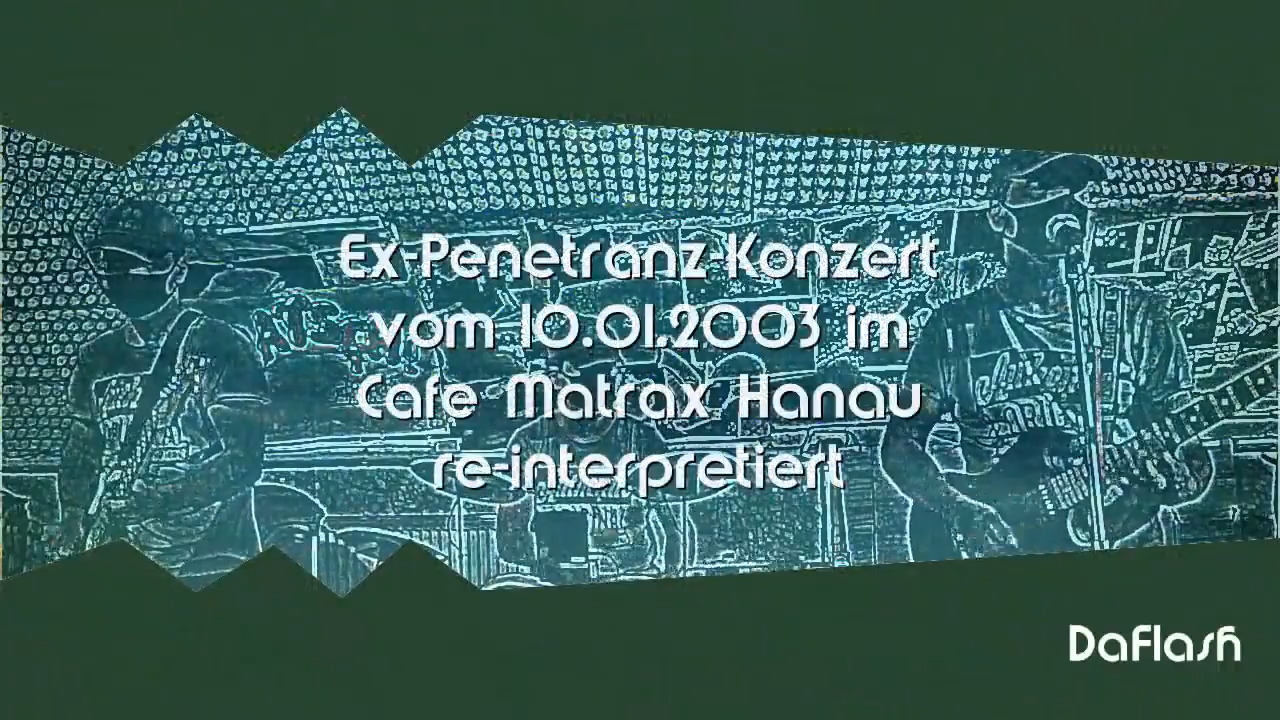 Ex-Penetranz-Konzert
vom 10.01.2003 im
Cafe Matrax Hanau
re-interpretiert
DaFlash